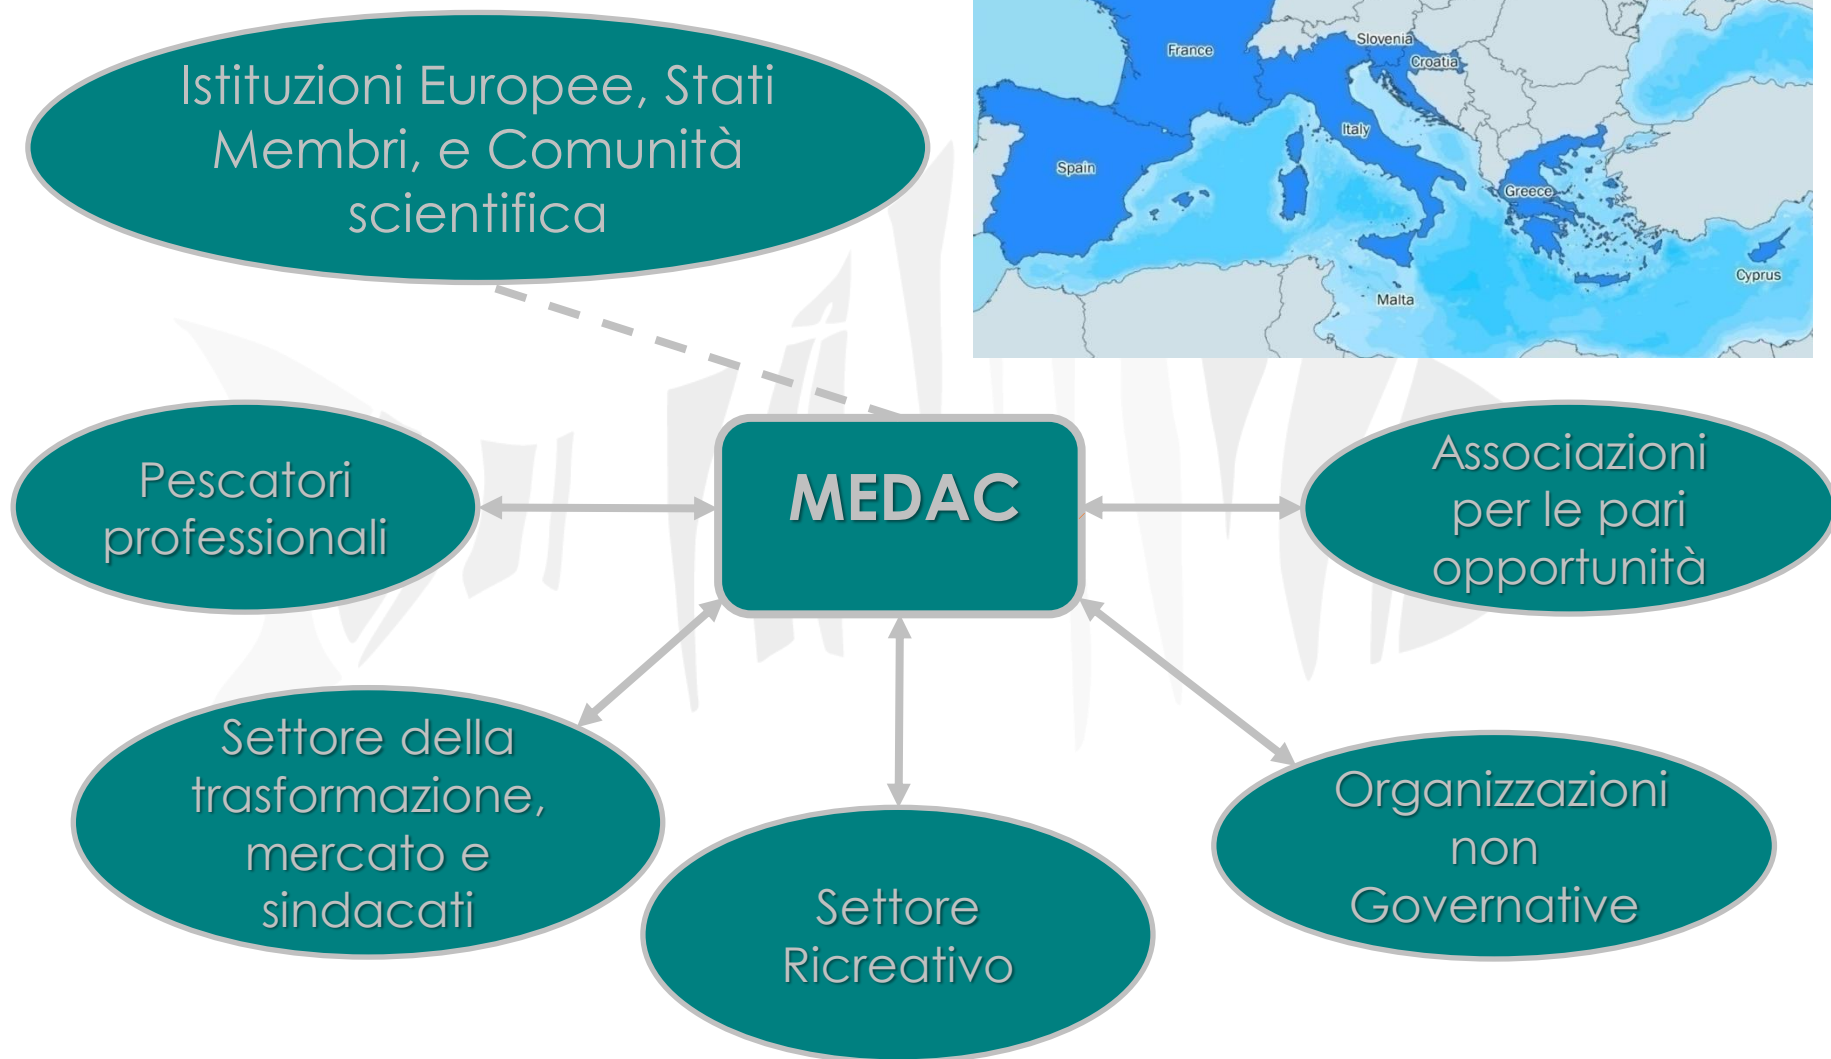 Istituzioni Europee, Stati
Membri, e Comunità
scientifica
France
Slovenia
Croatia
Italy
Spain
Greece
Cyprus
Malta
Pescatori
professionali
MEDAC
Associazioni
per le pari
opportunità
Settore della
trasformazione,
mercato e
sindacati
Settore
Ricreativo
Organizzazioni
non
Governative